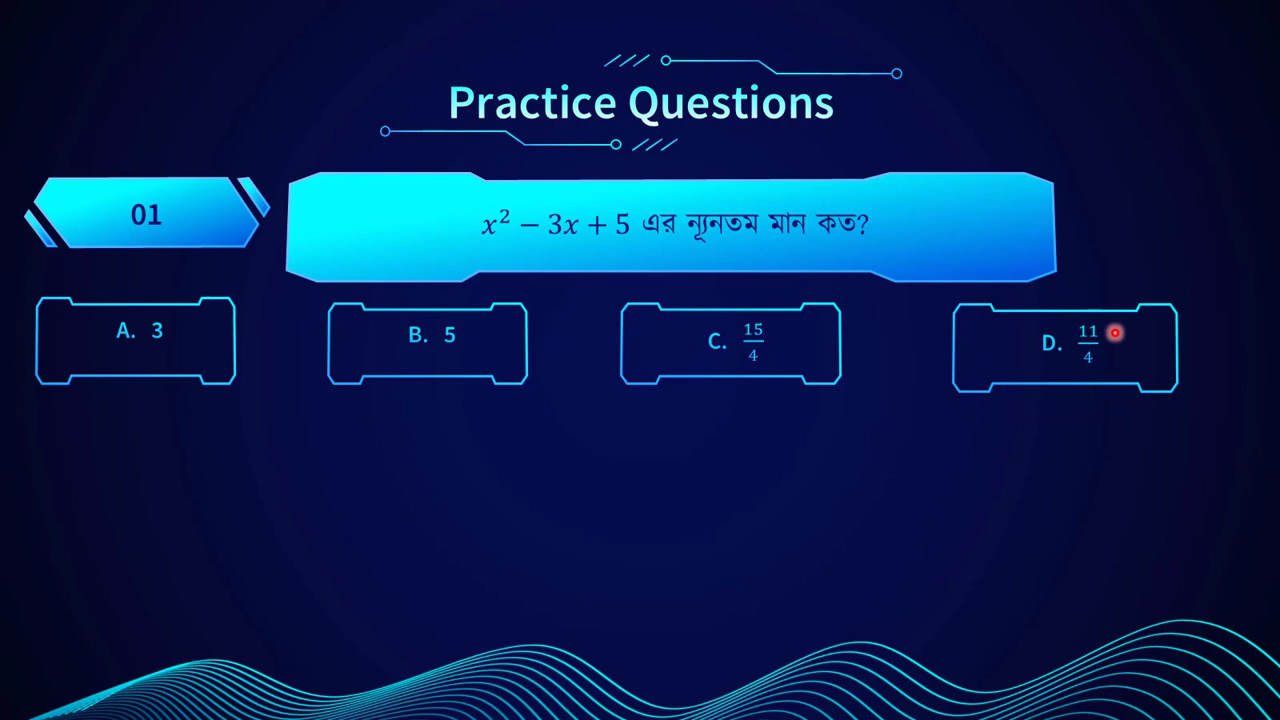 Practice Questions
01
x² − 3x + 5 এর ন্যূনতম মান কত?
A. 3
B. 5
C. 15/4
D. 11/4